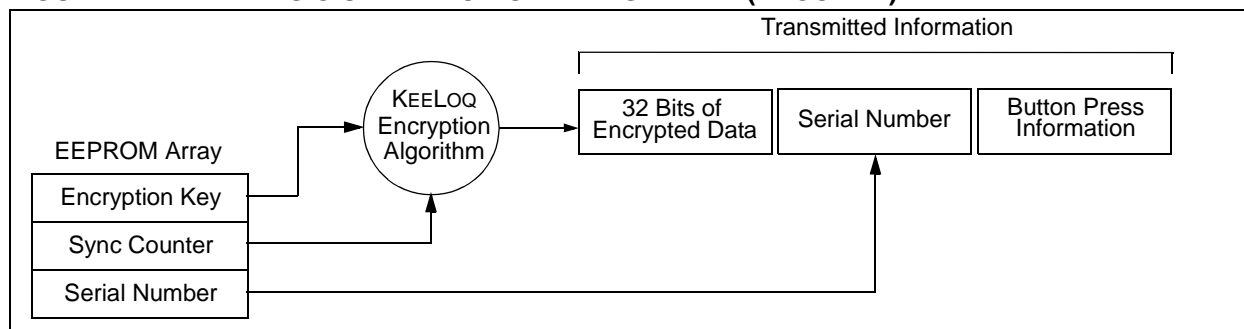 Transmitted Information
KEELOQ
Encryption
Algorithm
32 Bits of
Encrypted Data
Serial Number
Button Press
Information
EEPROM Array
Encryption Key
Sync Counter
Serial Number